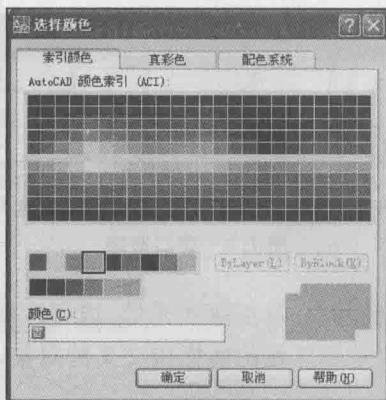 选择颜色
索引颜色 真彩色 配色系统
AutoCAD 颜色索引 (ACI):
ByLayer(L) ByBlock(K)
颜色(C):
确定 取消 帮助(H)